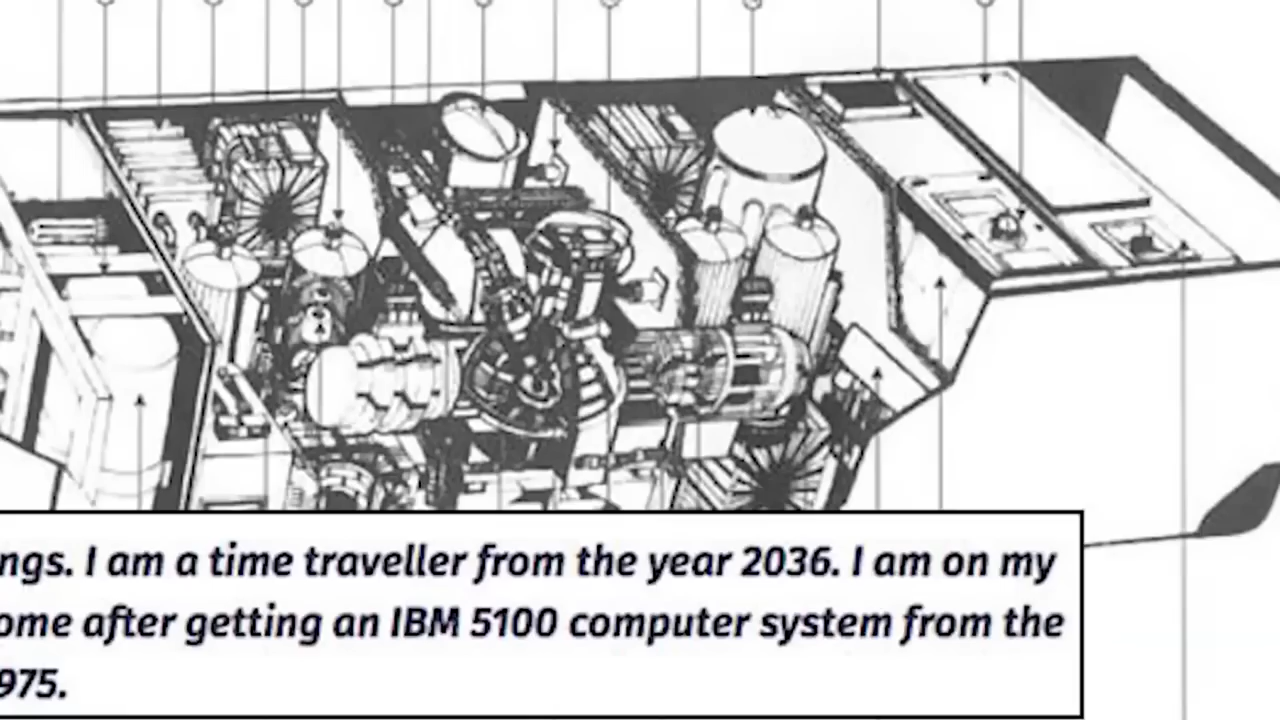 ngs. I am a time traveller from the year 2036. I am on my
ome after getting an IBM 5100 computer system from the
975.